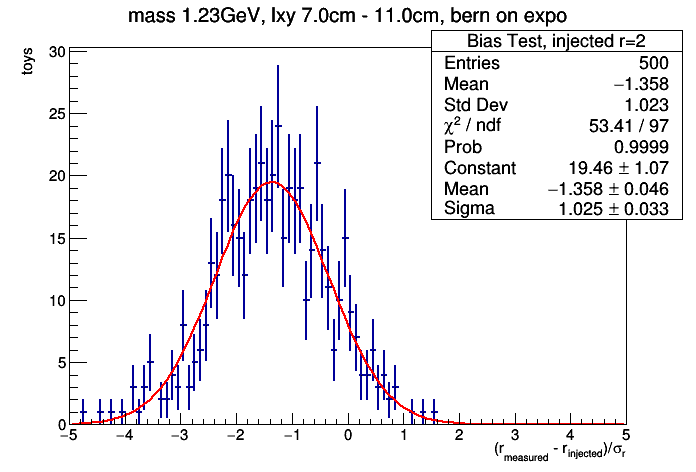 mass 1.23GeV, lxy 7.0cm - 11.0cm, bern on expo
Bias Test, injected r=2
Entries 500
Mean −1.358
Std Dev 1.023
χ² / ndf 53.41 / 97
Prob 0.9999
Constant 19.46 ± 1.07
Mean −1.358 ± 0.046
Sigma 1.025 ± 0.033
toys
30
25
20
15
10
5
0
−5 −4 −3 −2 −1 0 1 2 3 4 5
(r_measured - r_injected)/σ_r